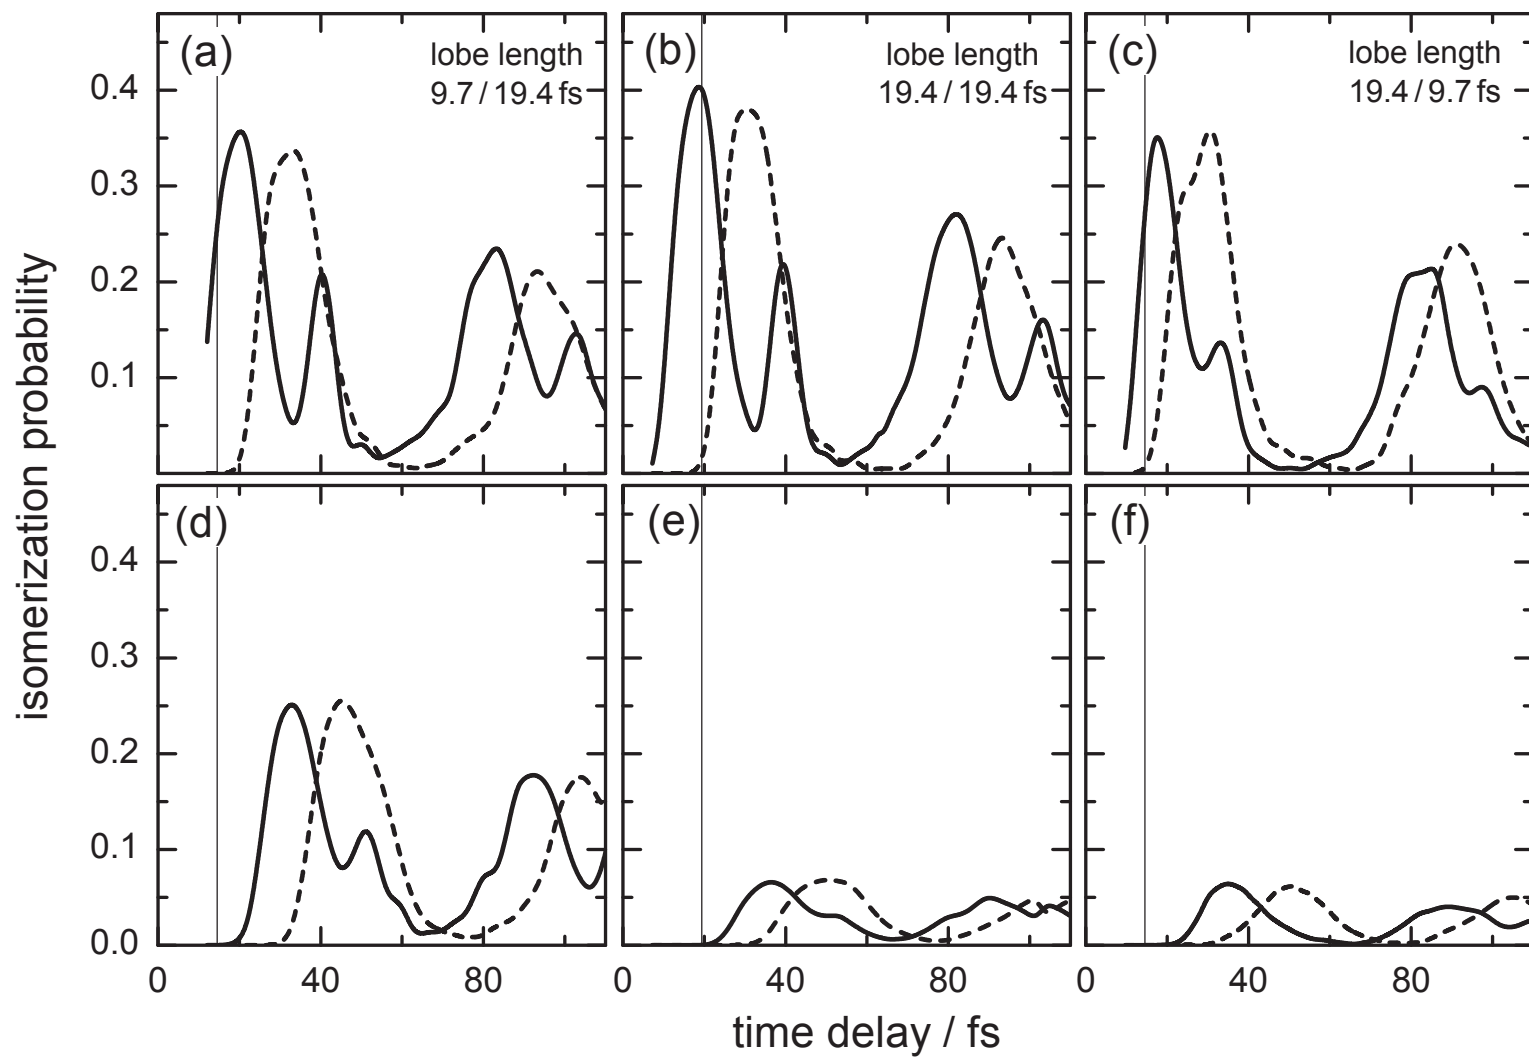 (a)
lobe length
9.7 / 19.4 fs
(b)
lobe length
19.4 / 19.4 fs
(c)
lobe length
19.4 / 9.7 fs
0.4
0.3
0.2
0.1
isomerization probability
(d)
(e)
(f)
0.4
0.3
0.2
0.1
0.0
0
40
80
0
40
80
0
40
80
time delay / fs